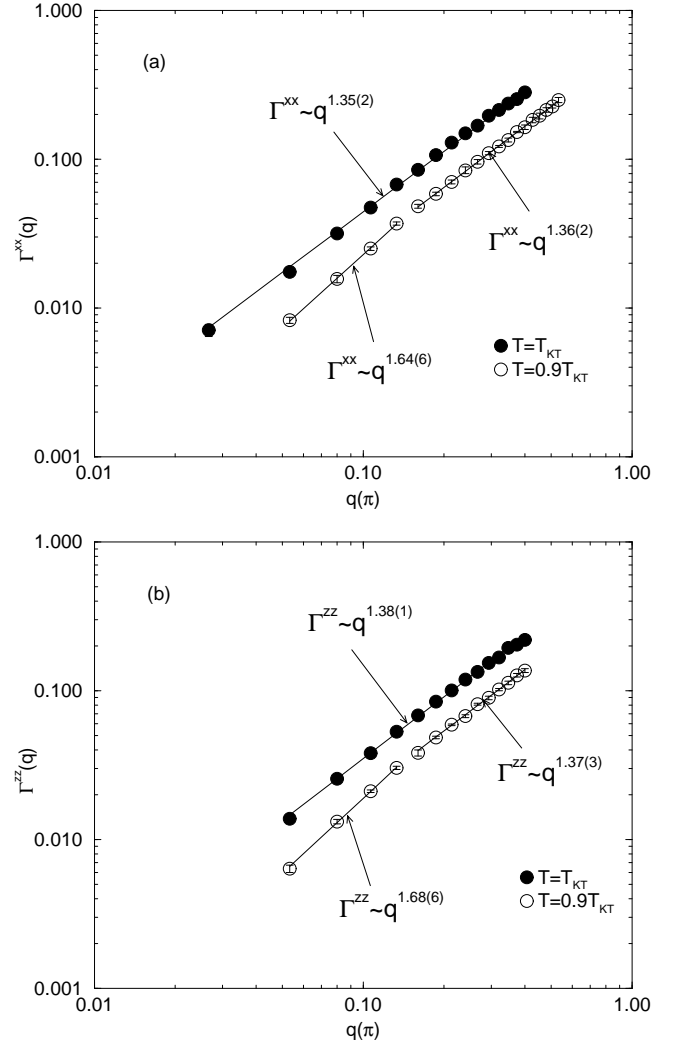 1.000
(a)
Γ^xx~q^1.35(2)
0.100
Γ^xx(q)
Γ^xx~q^1.36(2)
0.010
Γ^xx~q^1.64(6)
T=T_KT
T=0.9T_KT
0.001
0.01 0.10 1.00
q(π)
1.000
(b)
Γ^zz~q^1.38(1)
0.100
Γ^zz(q)
Γ^zz~q^1.37(3)
0.010
Γ^zz~q^1.68(6)
T=T_KT
T=0.9T_KT
0.001
0.01 0.10 1.00
q(π)